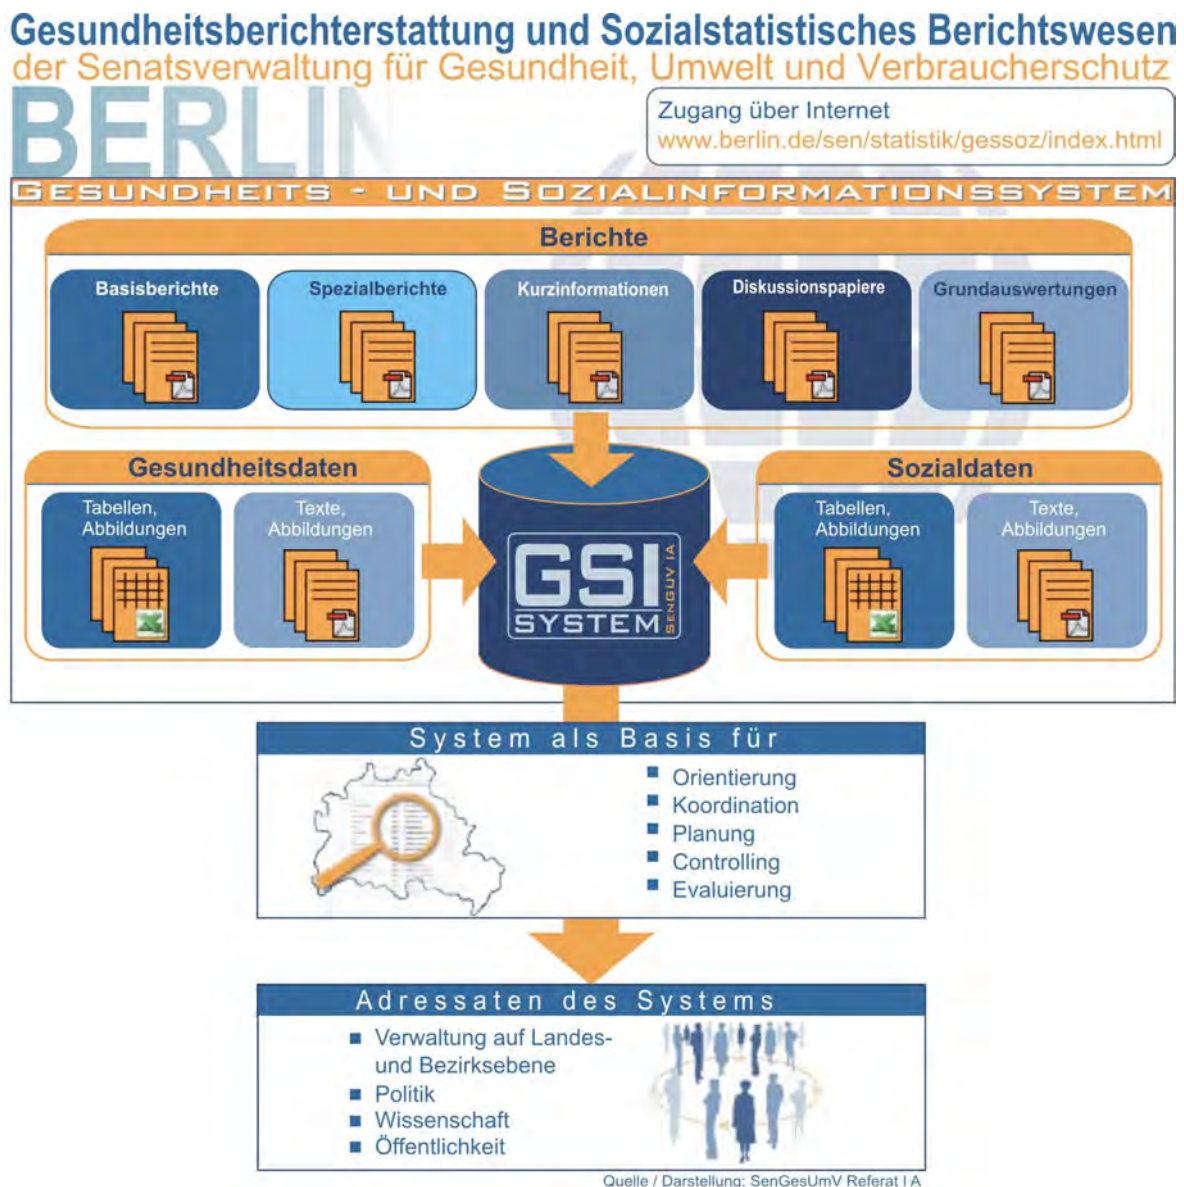 Gesundheitsberichterstattung und Sozialstatistisches Berichtswesen
der Senatsverwaltung für Gesundheit, Umwelt und Verbraucherschutz
BERLIN
Zugang über Internet
www.berlin.de/sen/statistik/gessoz/index.html
GESUNDHEITS - UND SOZIALINFORMATIONSSYSTEM
Berichte
Basisberichte
Spezialberichte
Kurzinformationen
Diskussionspapiere
Grundauswertungen
Gesundheitsdaten
Tabellen,
Abbildungen
Texte,
Abbildungen
GSI
SYSTEM
SENGUV IA
Sozialdaten
Tabellen,
Abbildungen
Texte,
Abbildungen
System als Basis für
Orientierung
Koordination
Planung
Controlling
Evaluierung
Adressaten des Systems
Verwaltung auf Landes-
und Bezirksebene
Politik
Wissenschaft
Öffentlichkeit
Quelle / Darstellung: SenGesUmV Referat I A